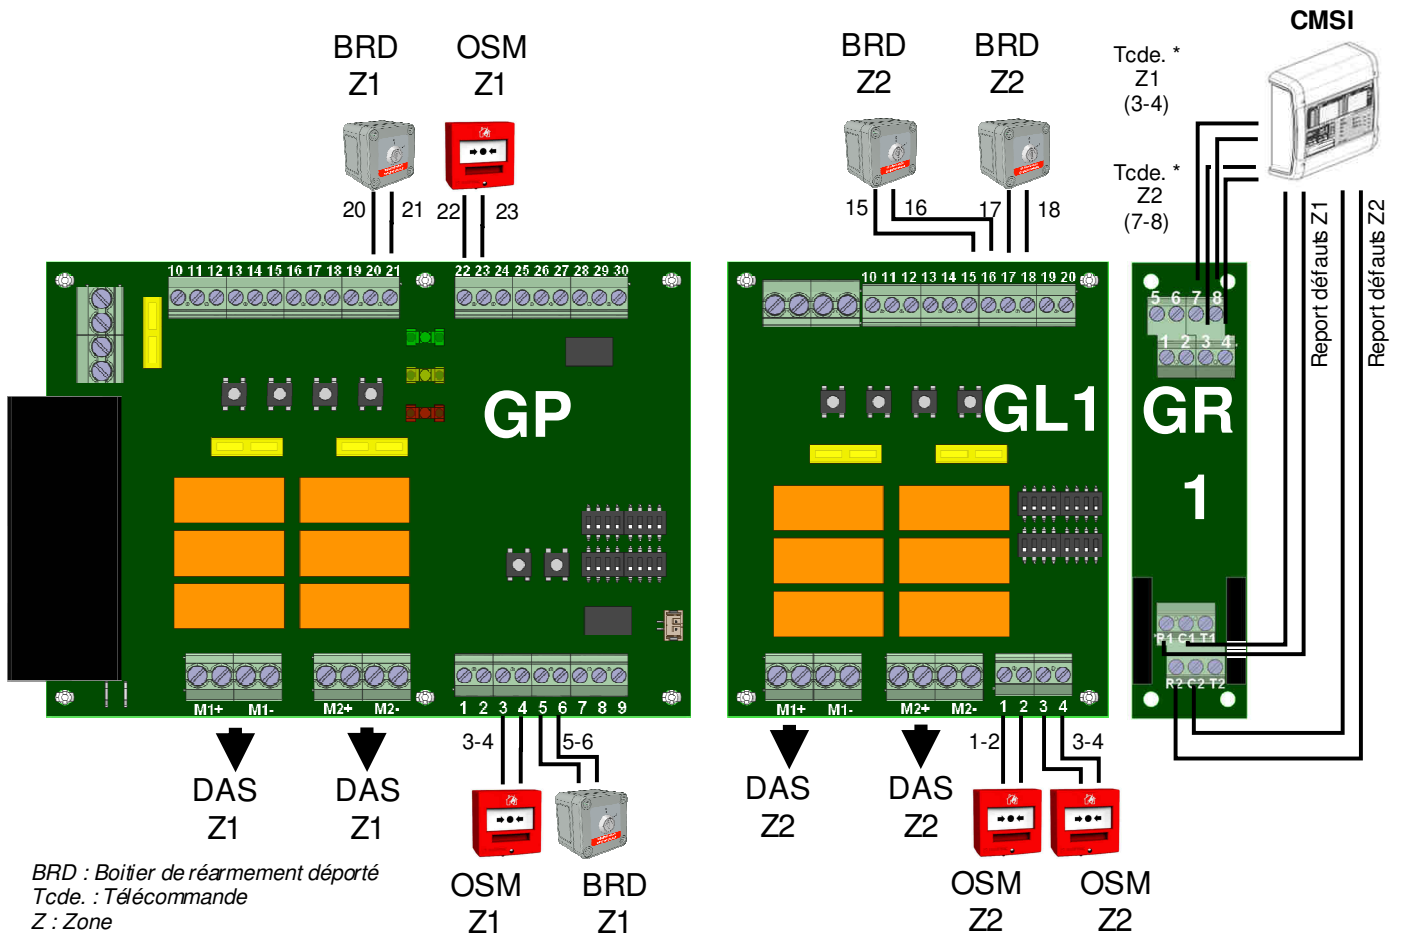 CMSI
BRD
Z1
OSM
Z1
BRD
Z2
BRD
Z2
Tcde. *
Z1
(3-4)
Tcde. *
Z2
(7-8)
20
21
22
23
15
16
17
18
Report défauts Z1
Report défauts Z2
10 11 12 13 14 15 16 17 18 19 20 21
22 23 24 25 26 27 28 29 30
10 11 12 13 14 15 16 17 18 19 20
5 6 7 8
1 2 3 4
GP
GL1
GR
1
R1 C1 T1
R2 C2 T2
M1+ M1-
M2+ M2-
1 2 3 4 5 6 7 8 9
M1+ M1-
M2+ M2-
1 2 3 4
3-4
5-6
1-2
3-4
DAS
Z1
DAS
Z1
OSM
Z1
BRD
Z1
DAS
Z2
DAS
Z2
OSM
Z2
OSM
Z2
BRD : Boitier de réarmement déporté
Tcde. : Télécommande
Z : Zone